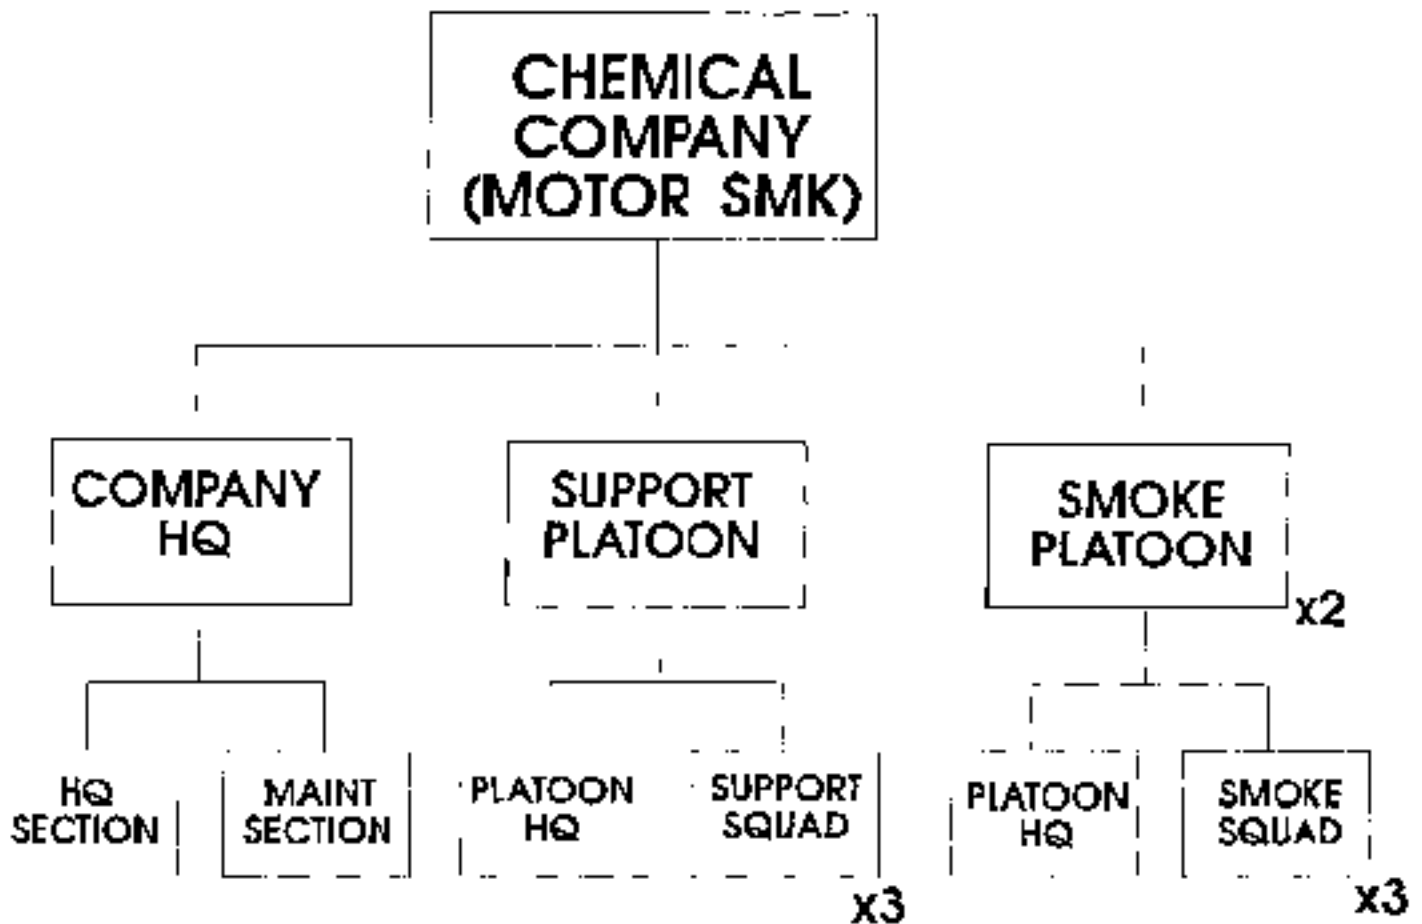 CHEMICAL
COMPANY
(MOTOR SMK)
COMPANY
HQ
SUPPORT
PLATOON
SMOKE
PLATOON
x2
HQ
SECTION
MAINT
SECTION
PLATOON
HQ
SUPPORT
SQUAD
x3
PLATOON
HQ
SMOKE
SQUAD
x3